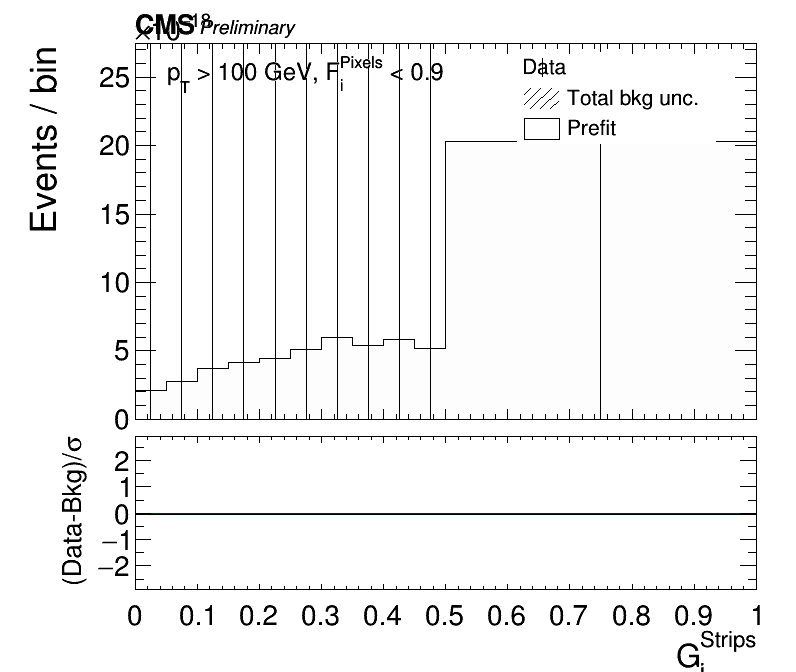 CMS Preliminary
×10¹⁸
p_T > 100 GeV, F_i^Pixels < 0.9
Data
Total bkg unc.
Prefit
Events / bin
25
20
15
10
5
0
(Data-Bkg)/σ
2
1
0
−1
−2
0 0.1 0.2 0.3 0.4 0.5 0.6 0.7 0.8 0.9 1
G_i^Strips